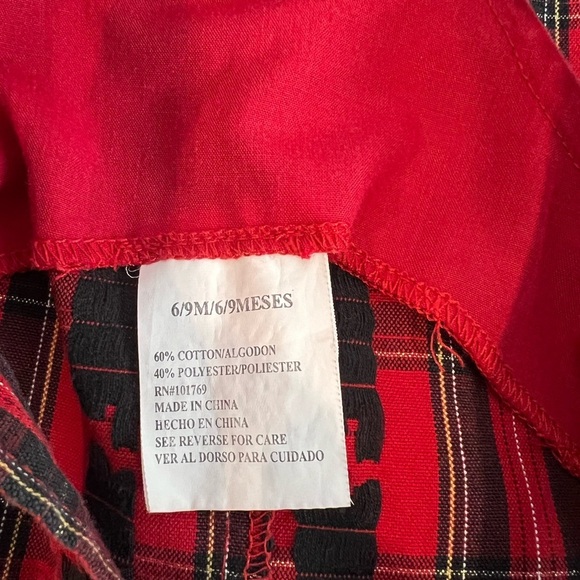 6/9M/6/9MESES
60% COTTON/ALGODON
40% POLYESTER/POLIESTER
RN#101769
MADE IN CHINA
HECHO EN CHINA
SEE REVERSE FOR CARE
VER AL DORSO PARA CUIDADO